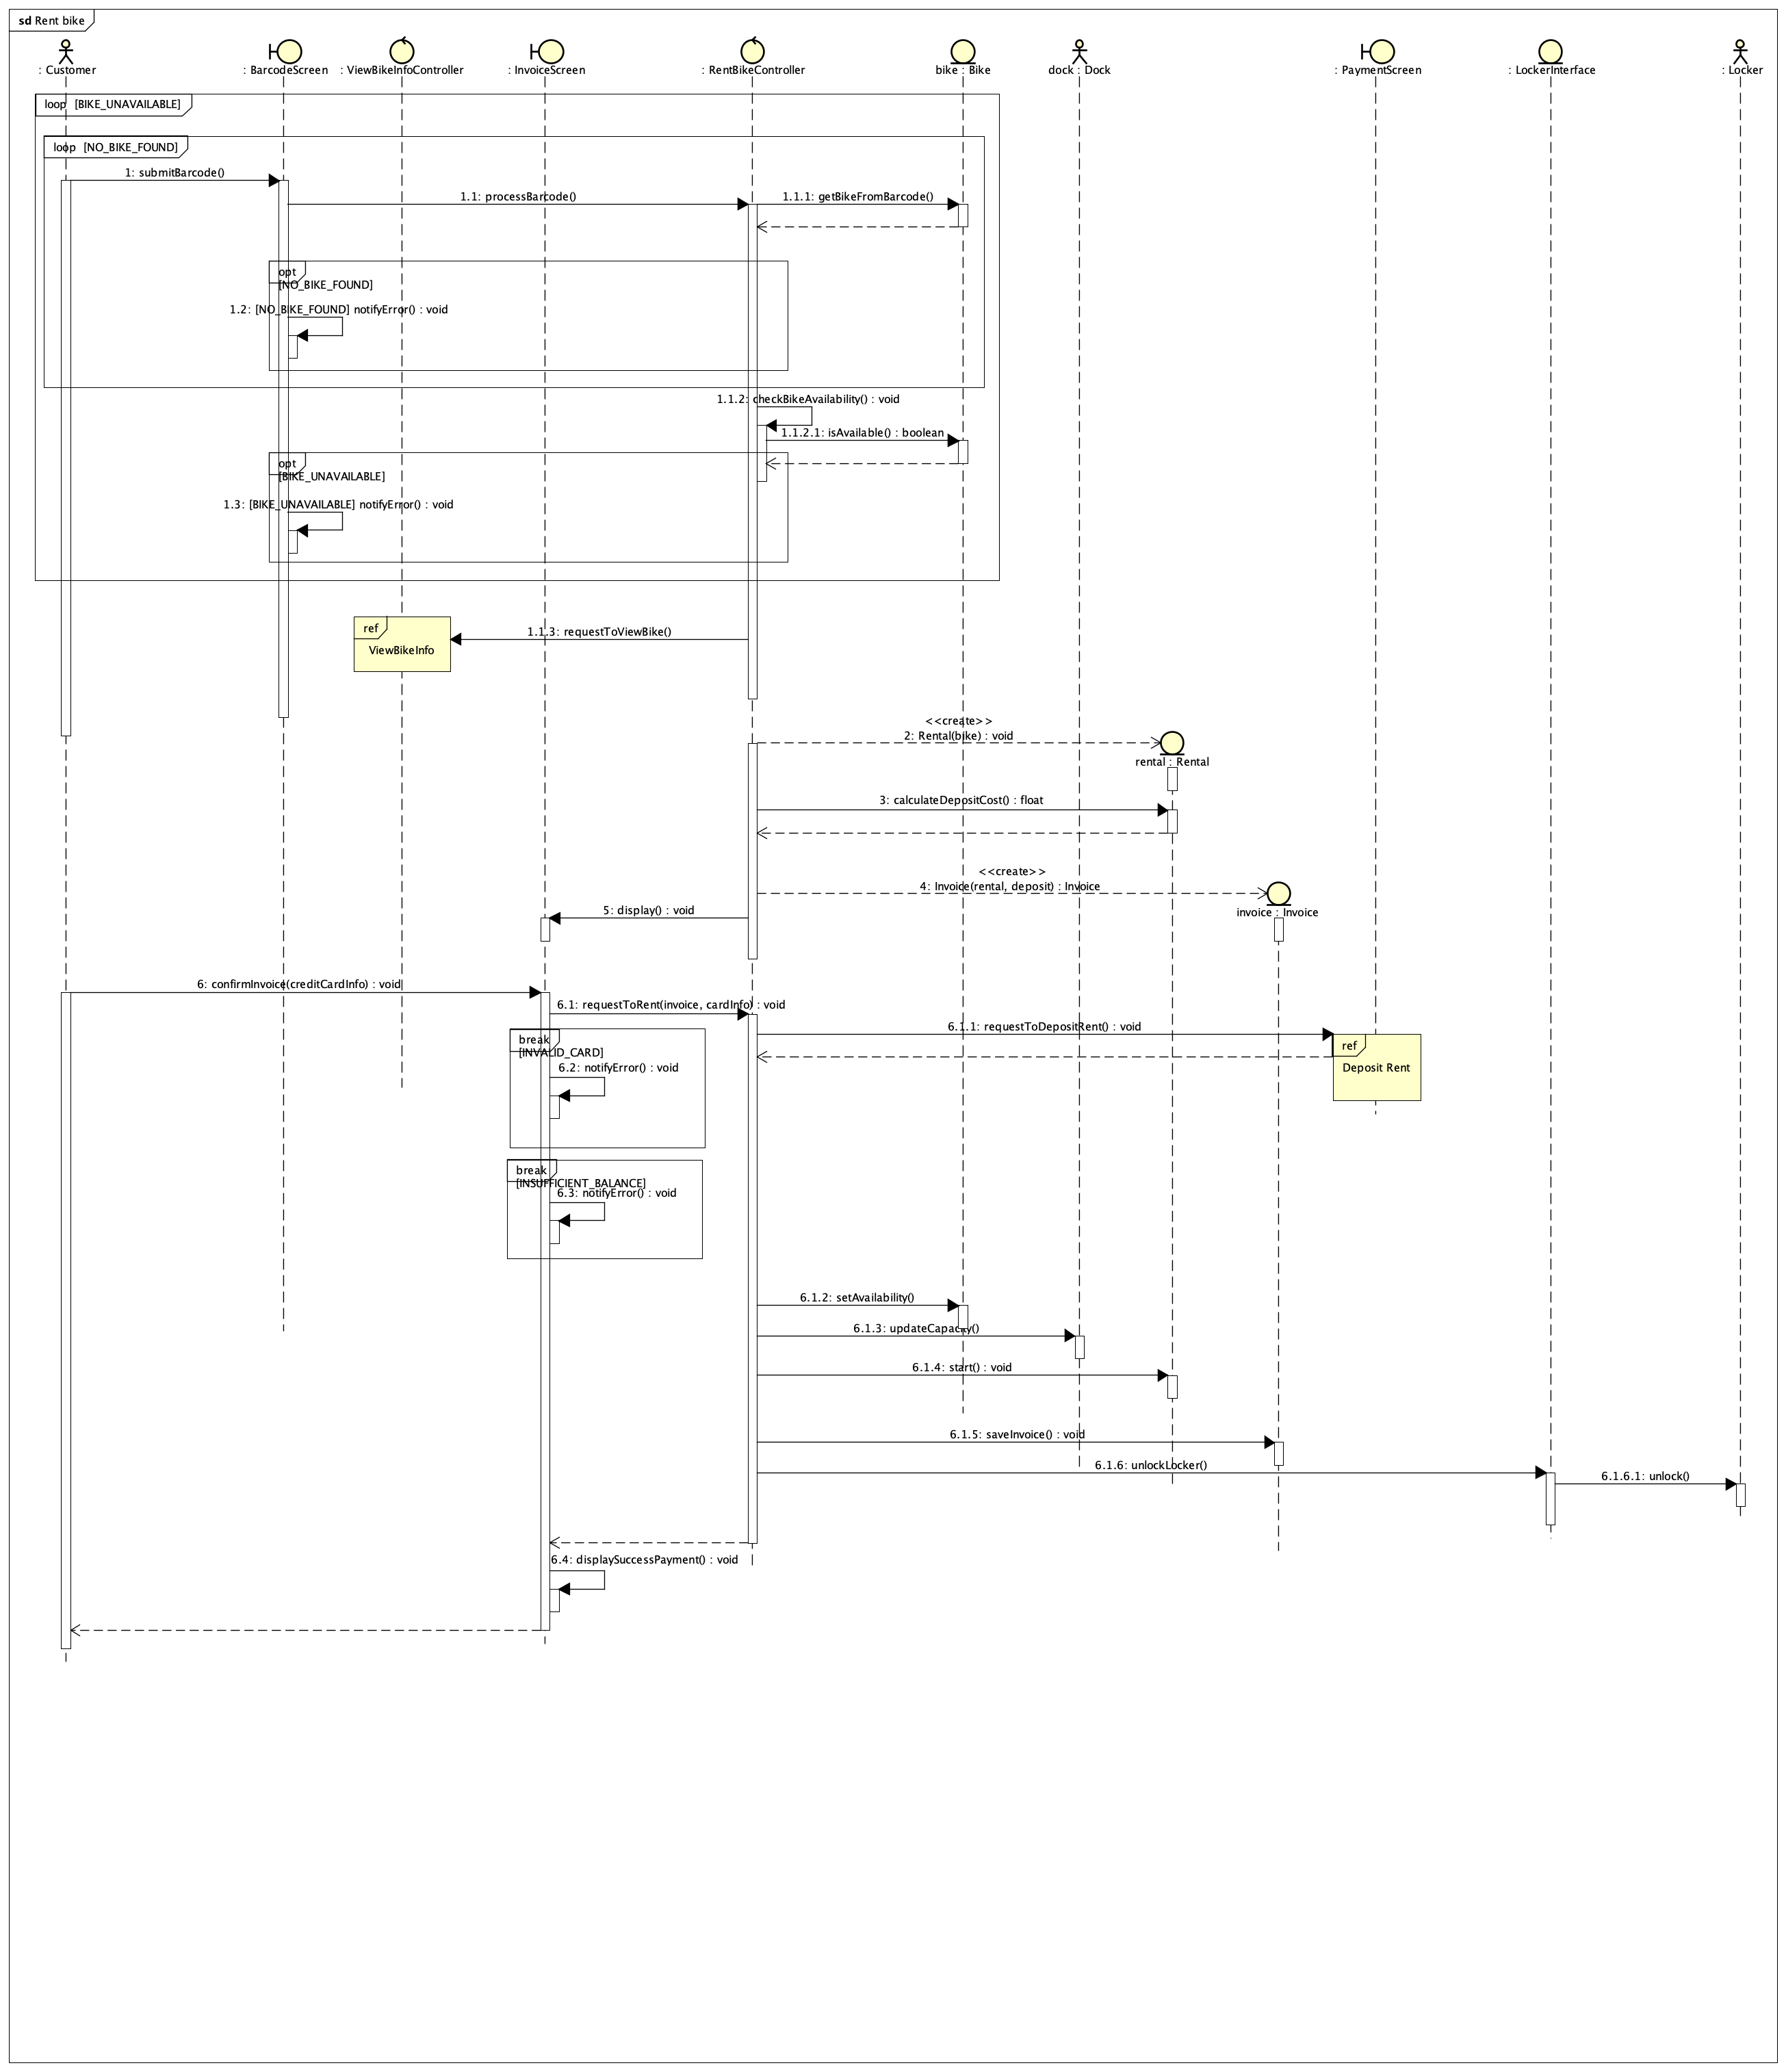 sd Rent bike
: Customer
: BarcodeScreen
: ViewBikeInfoController
: InvoiceScreen
: RentBikeController
bike : Bike
dock : Dock
: PaymentScreen
: LockerInterface
: Locker
loop [BIKE_UNAVAILABLE]
loop [NO_BIKE_FOUND]
1: submitBarcode()
1.1: processBarcode()
1.1.1: getBikeFromBarcode()
opt
[NO_BIKE_FOUND]
1.2: [NO_BIKE_FOUND] notifyError() : void
1.1.2: checkBikeAvailability() : void
1.1.2.1: isAvailable() : boolean
opt
[BIKE_UNAVAILABLE]
1.3: [BIKE_UNAVAILABLE] notifyError() : void
ref
ViewBikeInfo
1.1.3: requestToViewBike()
<<create>>
2: Rental(bike) : void
rental : Rental
3: calculateDepositCost() : float
<<create>>
4: Invoice(rental, deposit) : Invoice
invoice : Invoice
5: display() : void
6: confirmInvoice(creditCardInfo) : void
6.1: requestToRent(invoice, cardInfo) : void
6.1.1: requestToDepositRent() : void
ref
Deposit Rent
break
[INVALID_CARD]
6.2: notifyError() : void
break
[INSUFFICIENT_BALANCE]
6.3: notifyError() : void
6.1.2: setAvailability()
6.1.3: updateCapacity()
6.1.4: start() : void
6.1.5: saveInvoice() : void
6.1.6: unlockLocker()
6.1.6.1: unlock()
6.4: displaySuccessPayment() : void